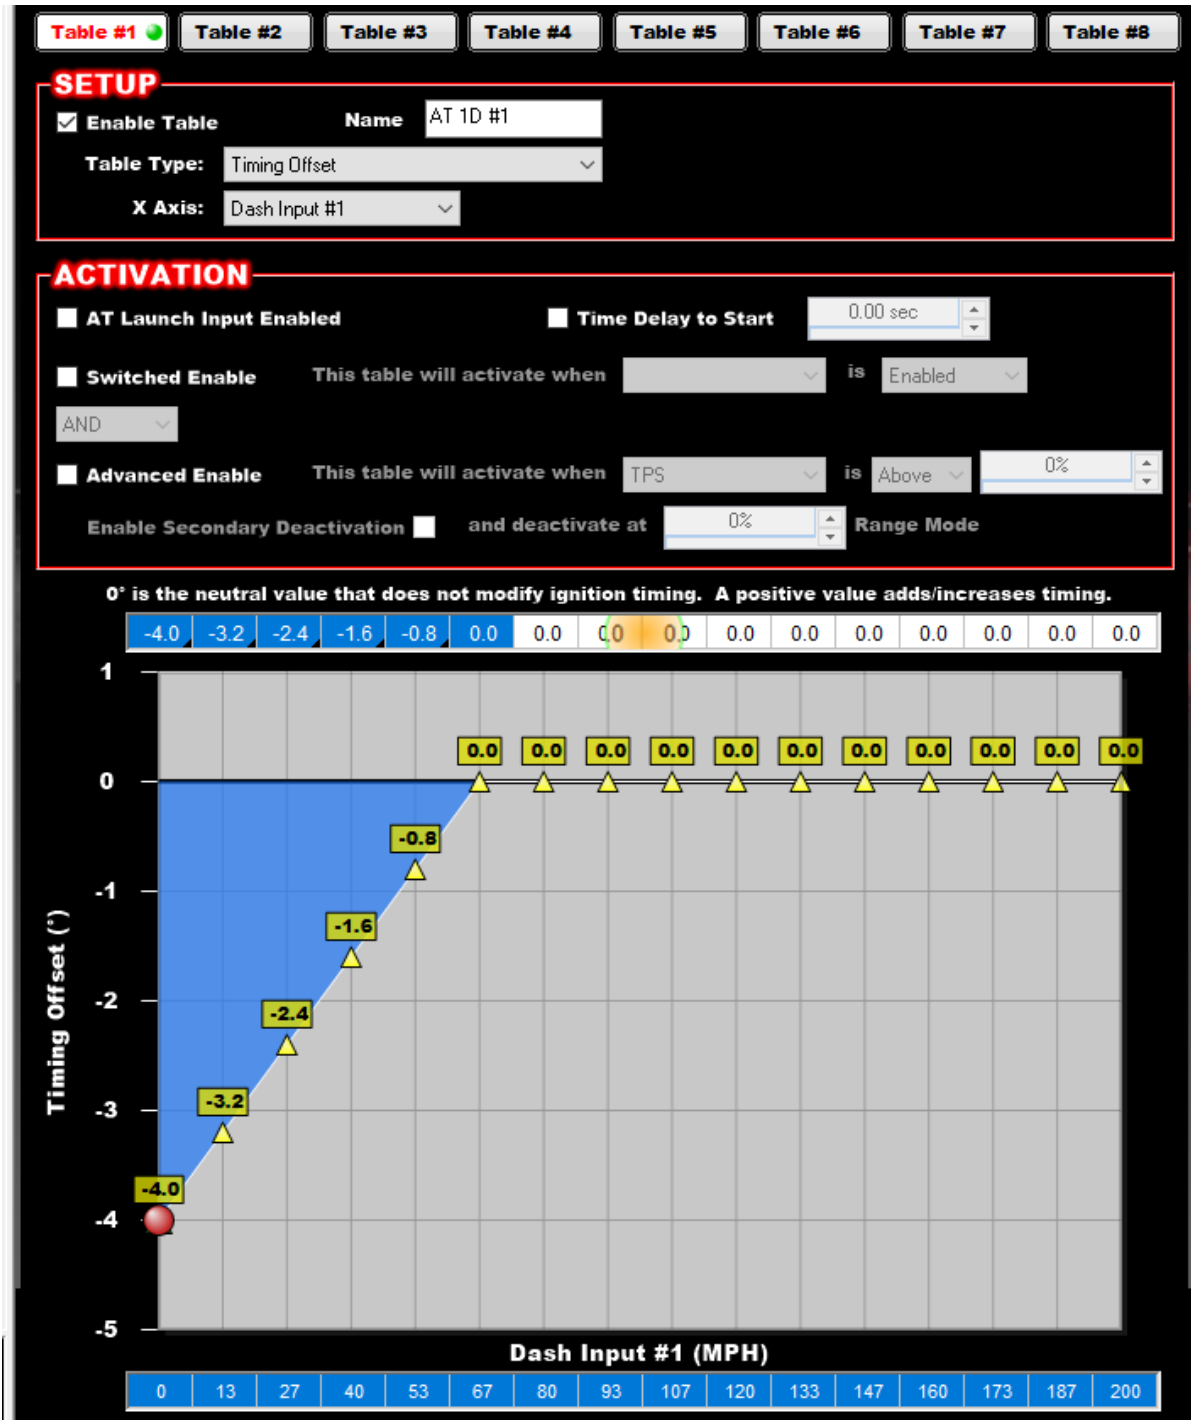 Table #1 Table #2 Table #3 Table #4 Table #5 Table #6 Table #7 Table #8
SETUP
Enable Table Name AT 1D #1
Table Type: Timing Offset
X Axis: Dash Input #1
ACTIVATION
AT Launch Input Enabled Time Delay to Start 0.00 sec
Switched Enable This table will activate when is Enabled
AND
Advanced Enable This table will activate when TPS is Above 0%
Enable Secondary Deactivation and deactivate at 0% Range Mode
0° is the neutral value that does not modify ignition timing. A positive value adds/increases timing.
-4.0 -3.2 -2.4 -1.6 -0.8 0.0 0.0 0.0 0.0 0.0 0.0 0.0 0.0 0.0 0.0 0.0
1
0.0 0.0 0.0 0.0 0.0 0.0 0.0 0.0 0.0 0.0 0.0
0
-0.8
-1
-1.6
-2
-2.4
-3
-3.2
-4.0
-4
-5
Timing Offset (°)
Dash Input #1 (MPH)
0 13 27 40 53 67 80 93 107 120 133 147 160 173 187 200